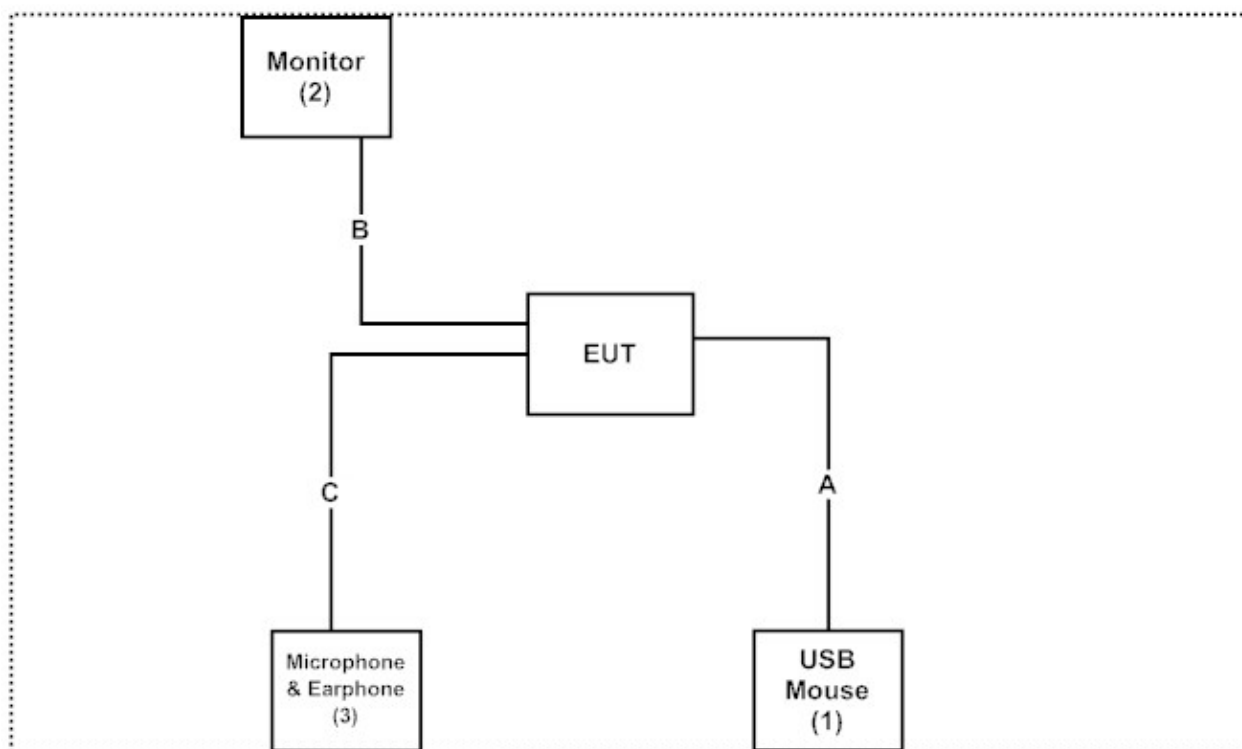 Monitor
(2)
B
EUT
C
A
Microphone
& Earphone
(3)
USB
Mouse
(1)